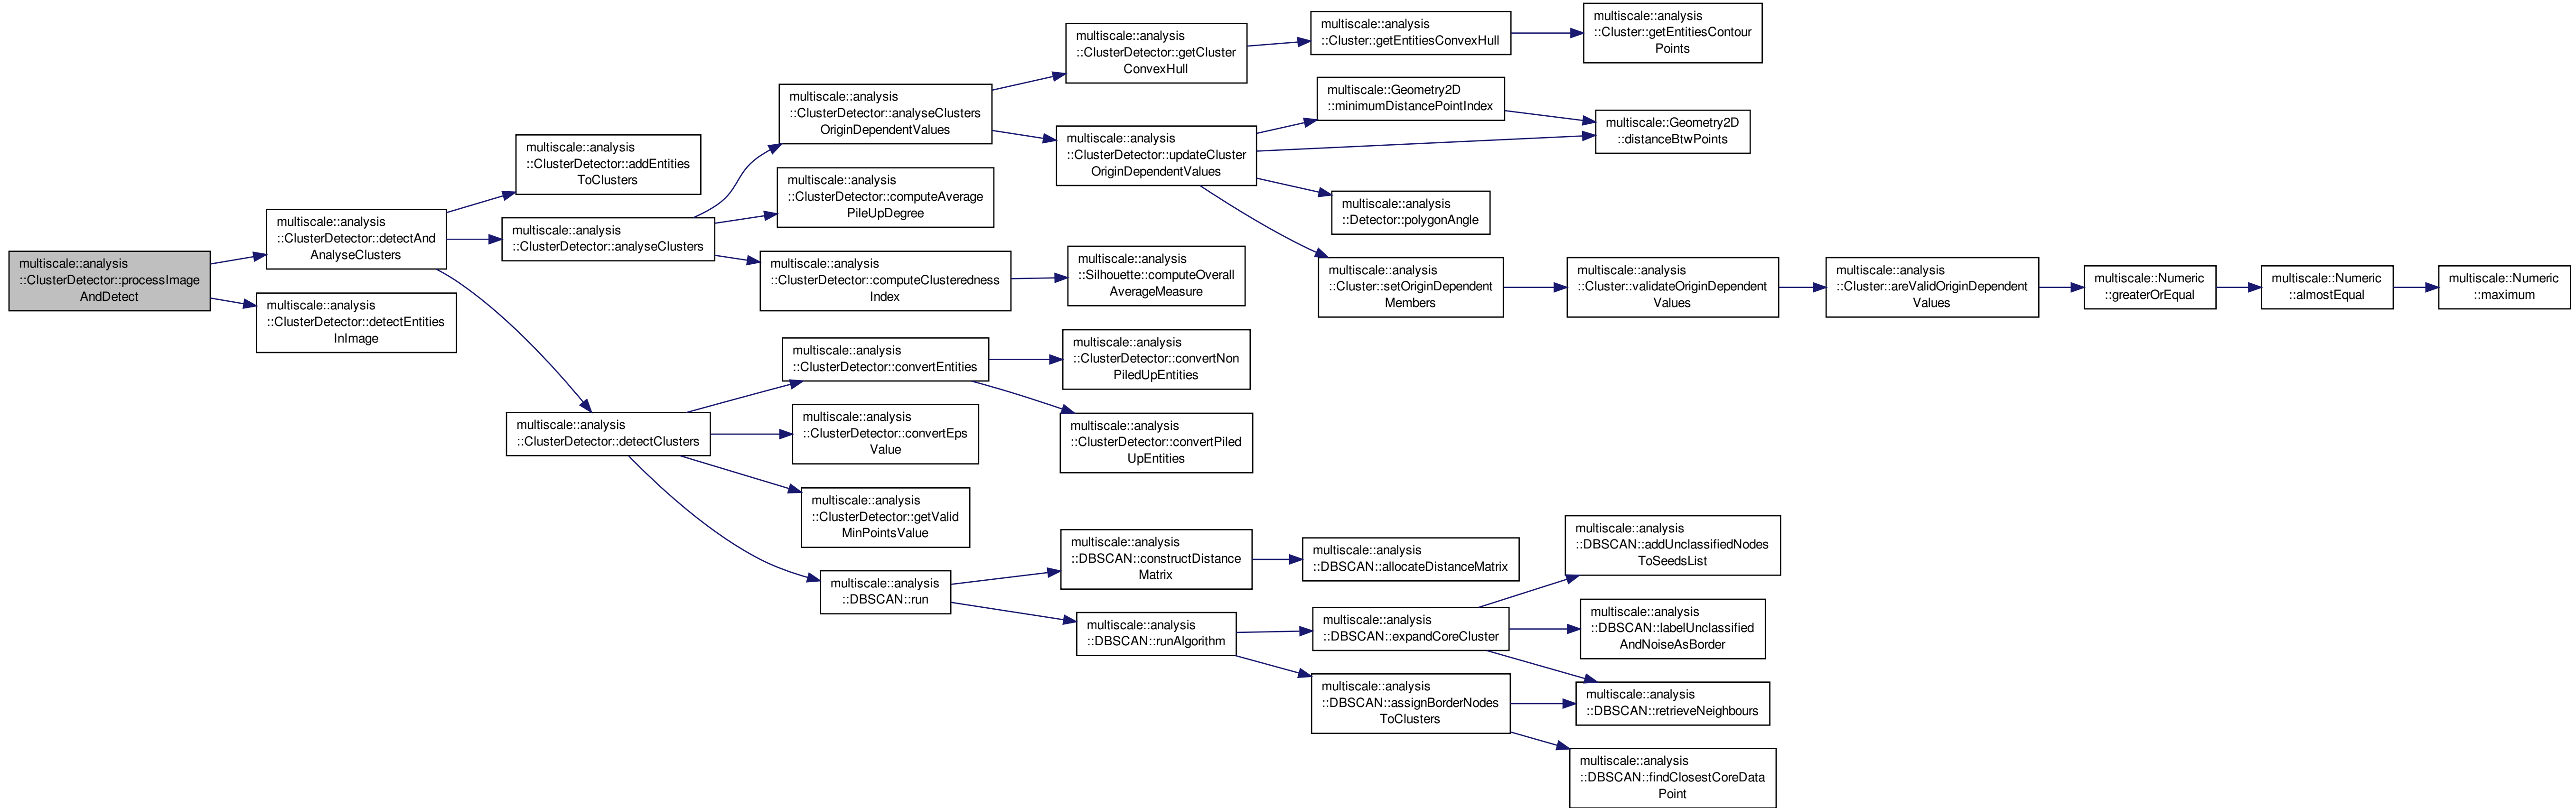 multiscale::analysis
::ClusterDetector::processImage
AndDetect
multiscale::analysis
::ClusterDetector::detectAnd
AnalyseClusters
multiscale::analysis
::ClusterDetector::detectEntities
InImage
multiscale::analysis
::ClusterDetector::addEntities
ToClusters
multiscale::analysis
::ClusterDetector::analyseClusters
multiscale::analysis
::ClusterDetector::detectClusters
multiscale::analysis
::ClusterDetector::analyseClusters
OriginDependentValues
multiscale::analysis
::ClusterDetector::computeAverage
PileUpDegree
multiscale::analysis
::ClusterDetector::computeClusteredness
Index
multiscale::analysis
::ClusterDetector::convertEntities
multiscale::analysis
::ClusterDetector::convertEps
Value
multiscale::analysis
::ClusterDetector::getValid
MinPointsValue
multiscale::analysis
::DBSCAN::run
multiscale::analysis
::ClusterDetector::getCluster
ConvexHull
multiscale::analysis
::ClusterDetector::updateCluster
OriginDependentValues
multiscale::analysis
::Silhouette::computeOverall
AverageMeasure
multiscale::analysis
::ClusterDetector::convertNon
PiledUpEntities
multiscale::analysis
::ClusterDetector::convertPiled
UpEntities
multiscale::analysis
::DBSCAN::constructDistance
Matrix
multiscale::analysis
::DBSCAN::runAlgorithm
multiscale::analysis
::Cluster::getEntitiesConvexHull
multiscale::Geometry2D
::minimumDistancePointIndex
multiscale::analysis
::Detector::polygonAngle
multiscale::analysis
::Cluster::setOriginDependent
Members
multiscale::analysis
::DBSCAN::allocateDistanceMatrix
multiscale::analysis
::DBSCAN::expandCoreCluster
multiscale::analysis
::DBSCAN::assignBorderNodes
ToClusters
multiscale::analysis
::Cluster::getEntitiesContour
Points
multiscale::Geometry2D
::distanceBtwPoints
multiscale::analysis
::Cluster::validateOriginDependent
Values
multiscale::analysis
::DBSCAN::addUnclassifiedNodes
ToSeedsList
multiscale::analysis
::DBSCAN::labelUnclassified
AndNoiseAsBorder
multiscale::analysis
::DBSCAN::retrieveNeighbours
multiscale::analysis
::DBSCAN::findClosestCoreData
Point
multiscale::analysis
::Cluster::areValidOriginDependent
Values
multiscale::Numeric
::greaterOrEqual
multiscale::Numeric
::almostEqual
multiscale::Numeric
::maximum